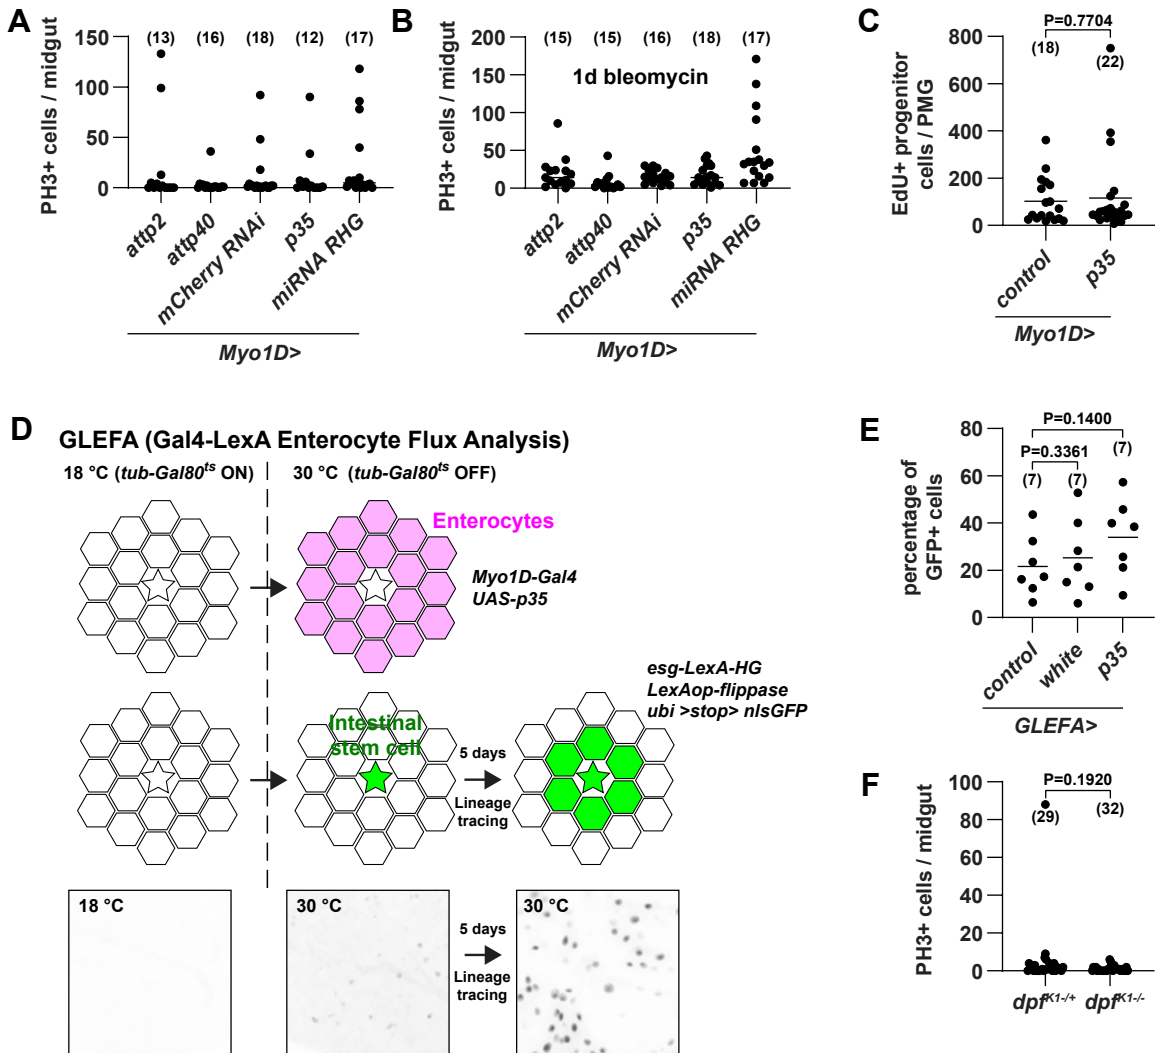 A
PH3+ cells / midgut
150
100
50
0
(13) (16) (18) (12) (17)
attp2
attp40
mCherry RNAi
p35
miRNA RHG
Myo1D>
B
PH3+ cells / midgut
200
150
100
50
0
(15) (15) (16) (18) (17)
1d bleomycin
attp2
attp40
mCherry RNAi
p35
miRNA RHG
Myo1D>
C
EdU+ progenitor
cells / PMG
800
600
400
200
0
P=0.7704
(18)
(22)
control
p35
Myo1D>
D
GLEFA (Gal4-LexA Enterocyte Flux Analysis)
18 °C (tub-Gal80ts ON)
30 °C (tub-Gal80ts OFF)
Enterocytes
Myo1D-Gal4
UAS-p35
esg-LexA-HG
LexAop-flippase
ubi >stop> nlsGFP
Intestinal
stem cell
5 days
Lineage
tracing
18 °C
30 °C
5 days
Lineage
tracing
30 °C
E
percentage of
GFP+ cells
80
60
40
20
0
P=0.1400
P=0.3361
(7)
(7)
(7)
control
white
p35
GLEFA>
F
PH3+ cells / midgut
100
80
60
40
20
0
P=0.1920
(29)
(32)
dpfK1-/+
dpfK1-/-